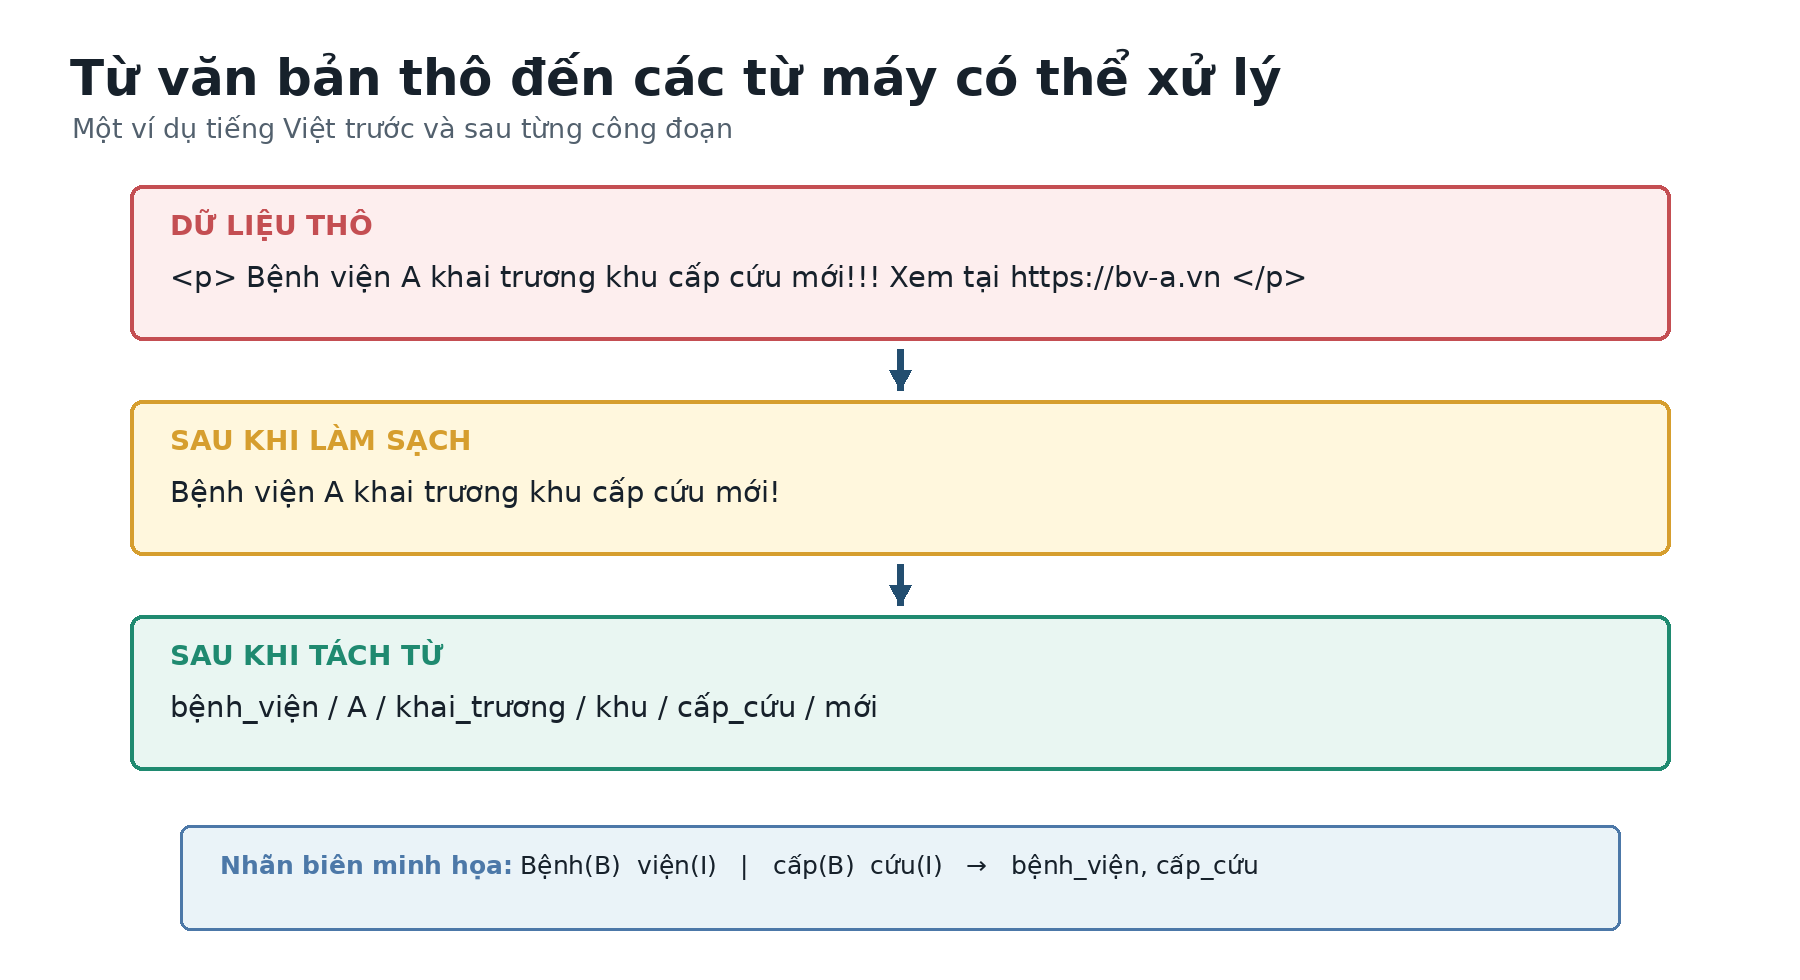 Từ văn bản thô đến các từ máy có thể xử lý
Một ví dụ tiếng Việt trước và sau từng công đoạn
DỮ LIỆU THÔ
<p> Bệnh viện A khai trương khu cấp cứu mới!!! Xem tại https://bv-a.vn </p>
SAU KHI LÀM SẠCH
Bệnh viện A khai trương khu cấp cứu mới!
SAU KHI TÁCH TỪ
bệnh_viện / A / khai_trương / khu / cấp_cứu / mới
Nhãn biên minh họa: Bệnh(B) viện(I) | cấp(B) cứu(I) → bệnh_viện, cấp_cứu